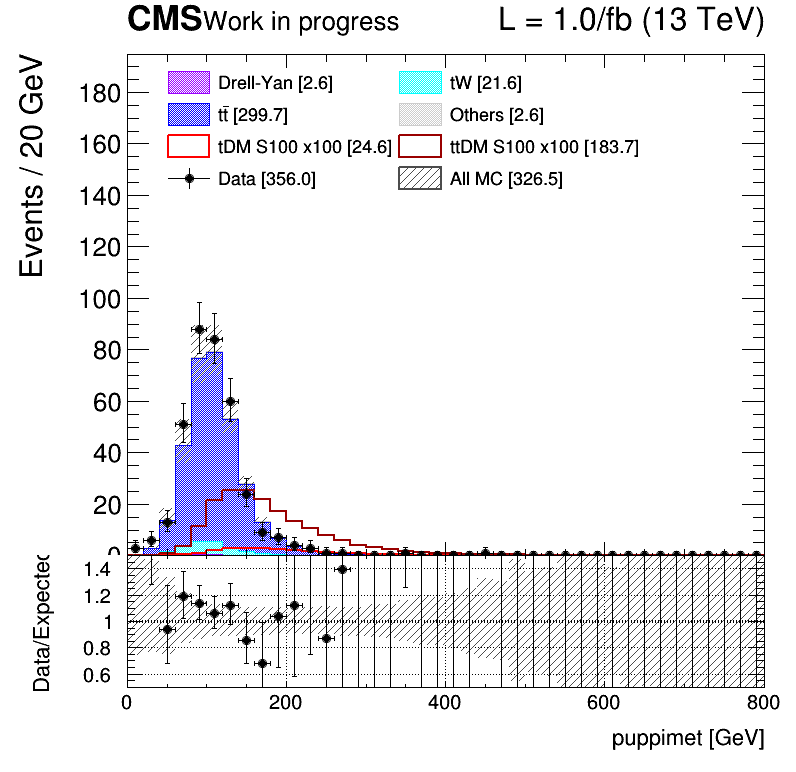 CMS Work in progress L = 1.0/fb (13 TeV)
Events / 20 GeV
Drell-Yan [2.6] tW [21.6]
tt̄ [299.7] Others [2.6]
tDM S100 x100 [24.6] ttDM S100 x100 [183.7]
Data [356.0] All MC [326.5]
180
160
140
120
100
80
60
40
20
0
Data/Expected
1.4
1.2
1
0.8
0.6
0 200 400 600 800
puppimet [GeV]